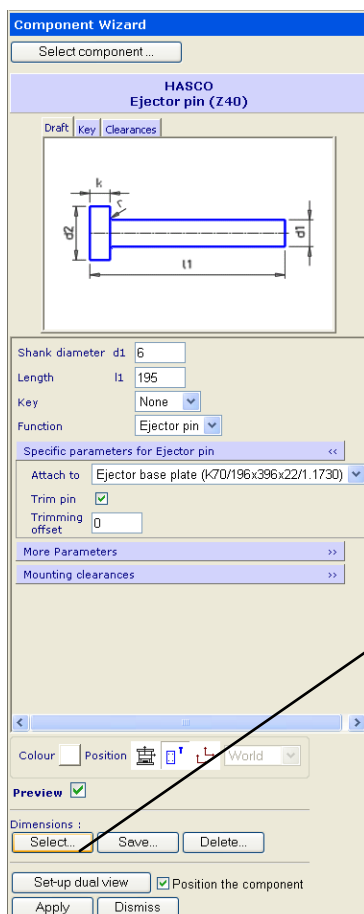 Component Wizard
Select component ...
HASCO
Ejector pin (Z40)
Draft Key Clearances
k
r
d2
d1
l1
Shank diameter d1 6
Length l1 195
Key None
Function Ejector pin
Specific parameters for Ejector pin <<
Attach to Ejector base plate (K70/196x396x22/1.1730)
Trim pin
Trimming
offset 0
More Parameters >>
Mounting clearances >>
Colour Position World
Preview
Dimensions :
Select... Save... Delete...
Set-up dual view Position the component
Apply Dismiss